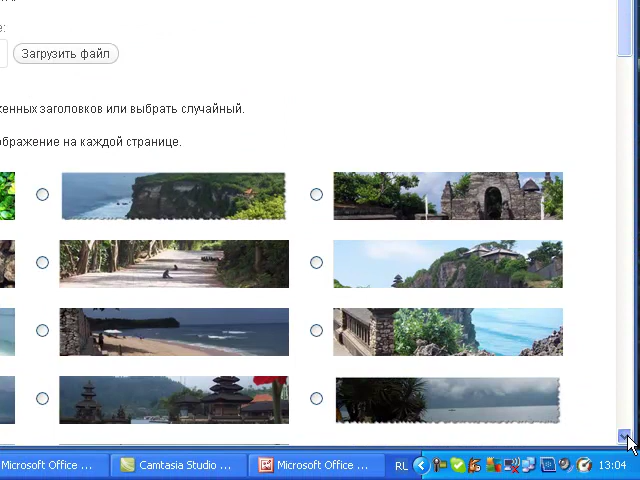 е:
Загрузить файл
женных заголовков или выбрать случайный.
ображение на каждой странице.
Microsoft Office ...
Camtasia Studio ...
Microsoft Office ...
RL
13:04